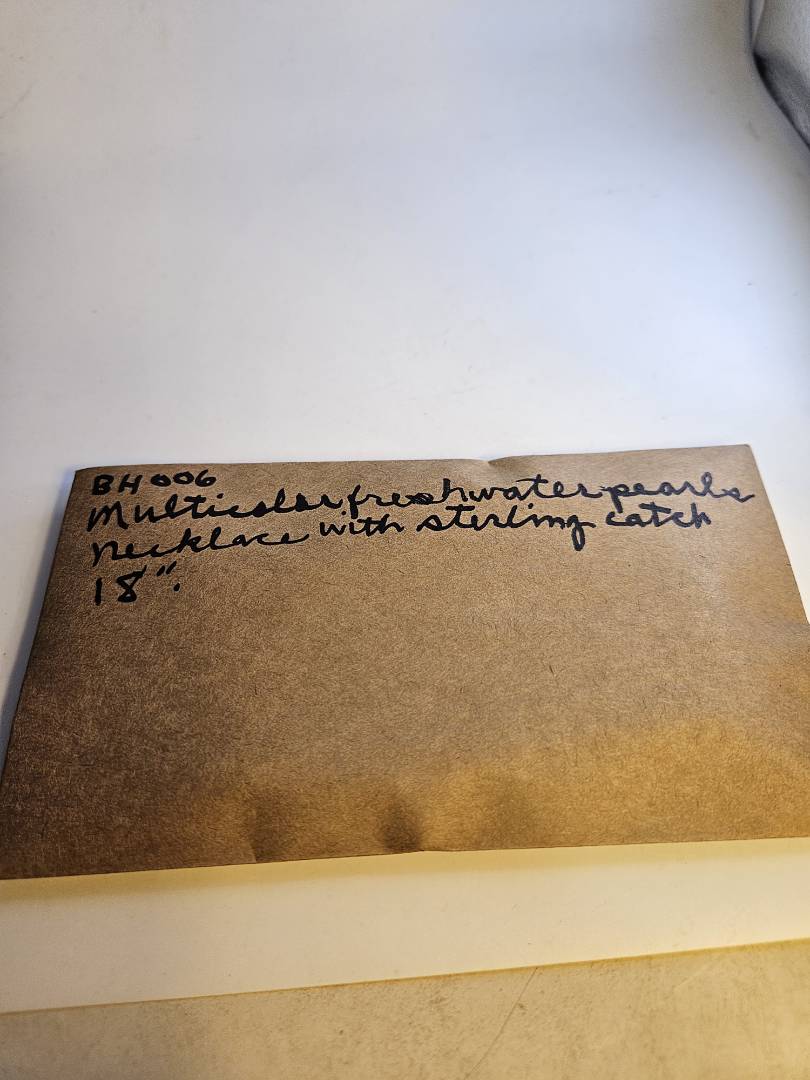 BH006
Multicolor freshwater pearls
necklace with sterling catch
18".